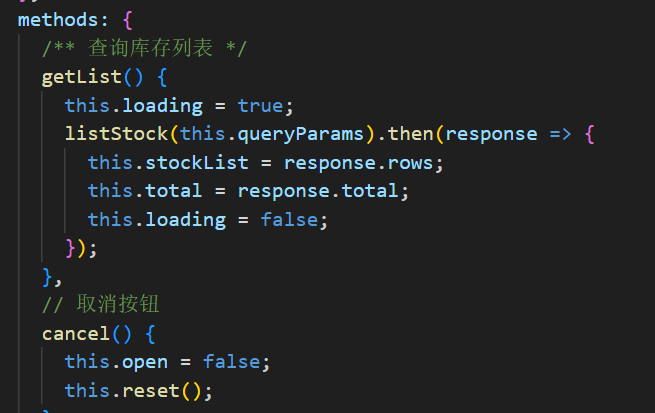 methods: {
/** 查询库存列表 */
getList() {
this.loading = true;
listStock(this.queryParams).then(response => {
this.stockList = response.rows;
this.total = response.total;
this.loading = false;
});
},
// 取消按钮
cancel() {
this.open = false;
this.reset();